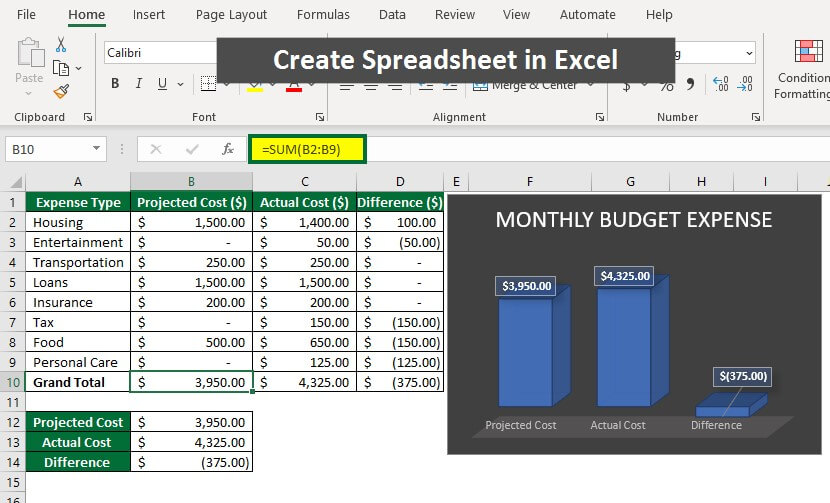 File Home Insert Page Layout Formulas Data Review View Automate Help
Create Spreadsheet in Excel
Calibri
Paste
B I U
A
Merge & Center
$ % 9 .00 .00
Condition
Formatting
Clipboard Font Alignment
B10 fx =SUM(B2:B9)
A B C D E F G H I
1 Expense Type Projected Cost ($) Actual Cost ($) Difference ($)
2 Housing $ 1,500.00 $ 1,400.00 $ 100.00
3 Entertainment $ - $ 50.00 $ (50.00)
4 Transportation $ 250.00 $ 250.00 $ -
5 Loans $ 1,500.00 $ 1,500.00 $ -
6 Insurance $ 200.00 $ 200.00 $ -
7 Tax $ - $ 150.00 $ (150.00)
8 Food $ 500.00 $ 650.00 $ (150.00)
9 Personal Care $ - $ 125.00 $ (125.00)
10 Grand Total $ 3,950.00 $ 4,325.00 $ (375.00)
11
12 Projected Cost $ 3,950.00
13 Actual Cost $ 4,325.00
14 Difference $ (375.00)
15
16
MONTHLY BUDGET EXPENSE
$3,950.00 $4,325.00 $(375.00)
Projected Cost Actual Cost Difference